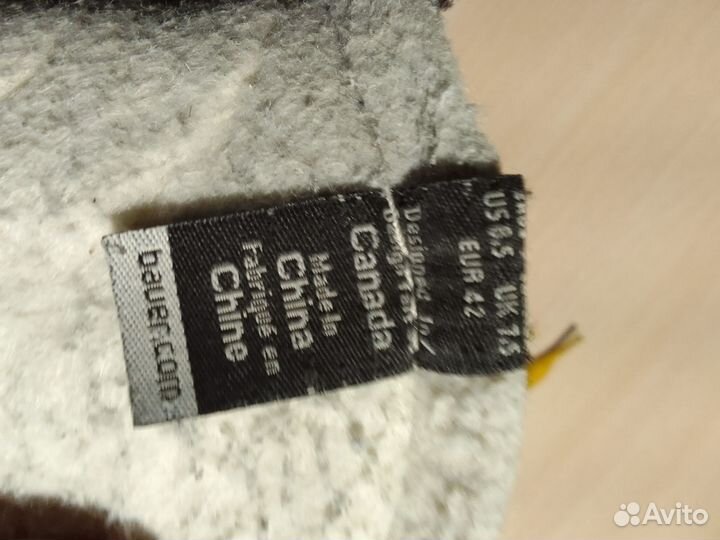 US 6.5 UK 7.5
EUR 42
Designed in/
Canada
Made in
China
Fabriqué en
Chine
bauer.com
Avito